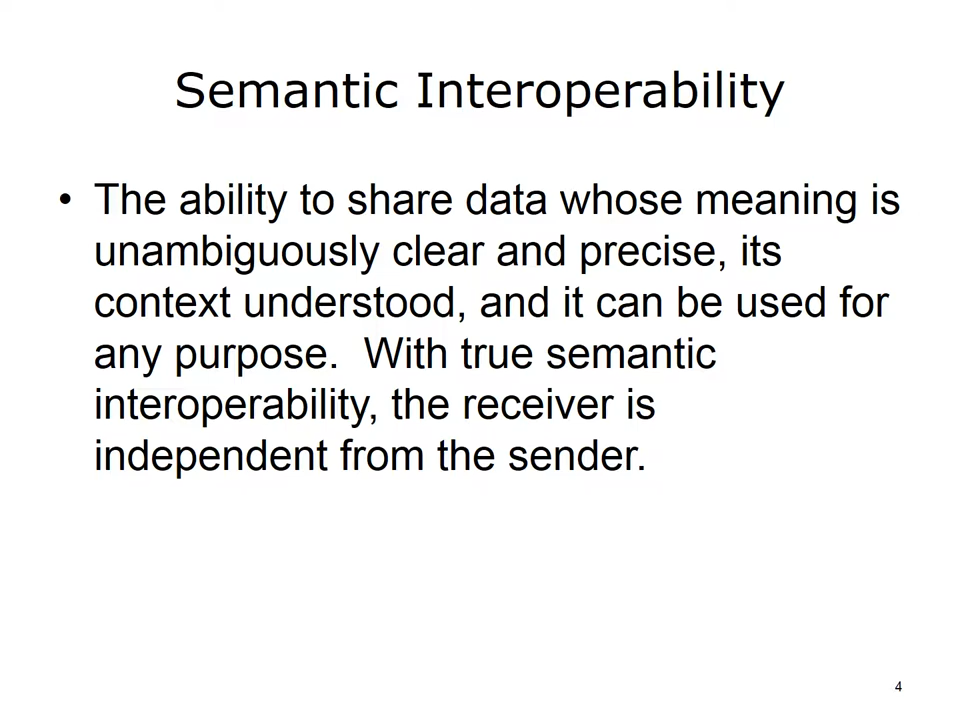 Semantic Interoperability
• The ability to share data whose meaning is
unambiguously clear and precise, its
context understood, and it can be used for
any purpose.  With true semantic
interoperability, the receiver is
independent from the sender.
4